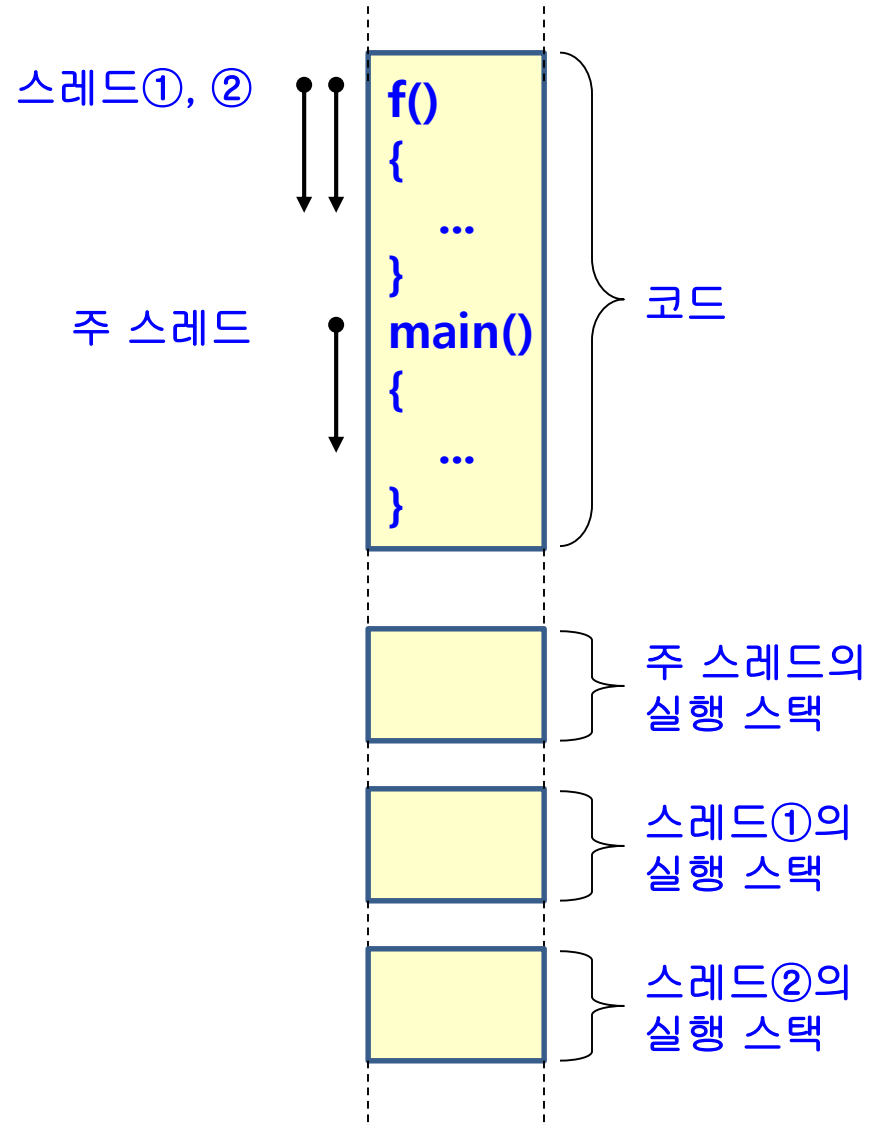 스레드①, ②
f()
{
...
}
주 스레드
main()
{
...
}
코드
주 스레드의
실행 스택
스레드①의
실행 스택
스레드②의
실행 스택